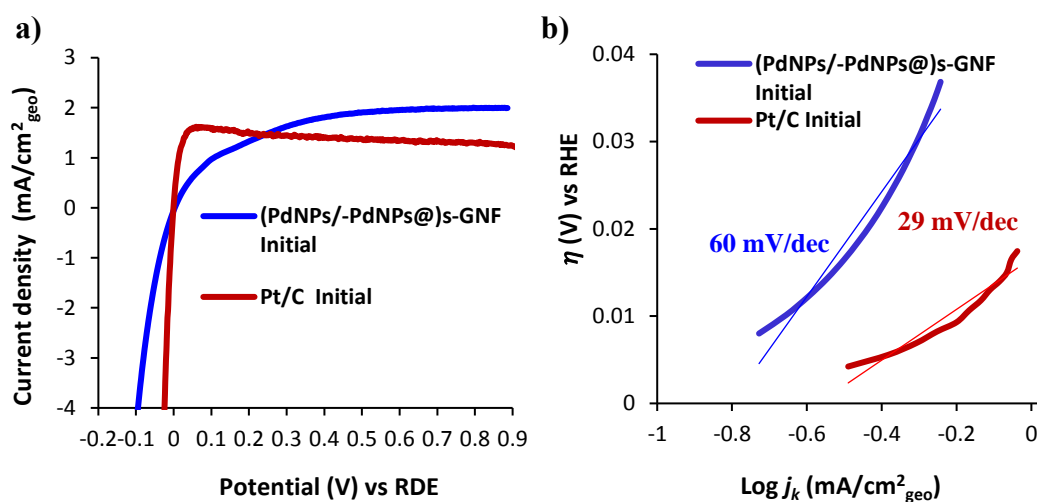 a)
Current density (mA/cm²geo)
3
2
1
0
-1
-2
-3
-4
(PdNPs/-PdNPs@)s-GNF
Initial
Pt/C Initial
-0.2 -0.1 0 0.1 0.2 0.3 0.4 0.5 0.6 0.7 0.8 0.9
Potential (V) vs RDE
b)
η (V) vs RHE
0.04
0.03
0.02
0.01
0
(PdNPs/-PdNPs@)s-GNF
Initial
Pt/C Initial
60 mV/dec
29 mV/dec
-1 -0.8 -0.6 -0.4 -0.2 0
Log jk (mA/cm²geo)